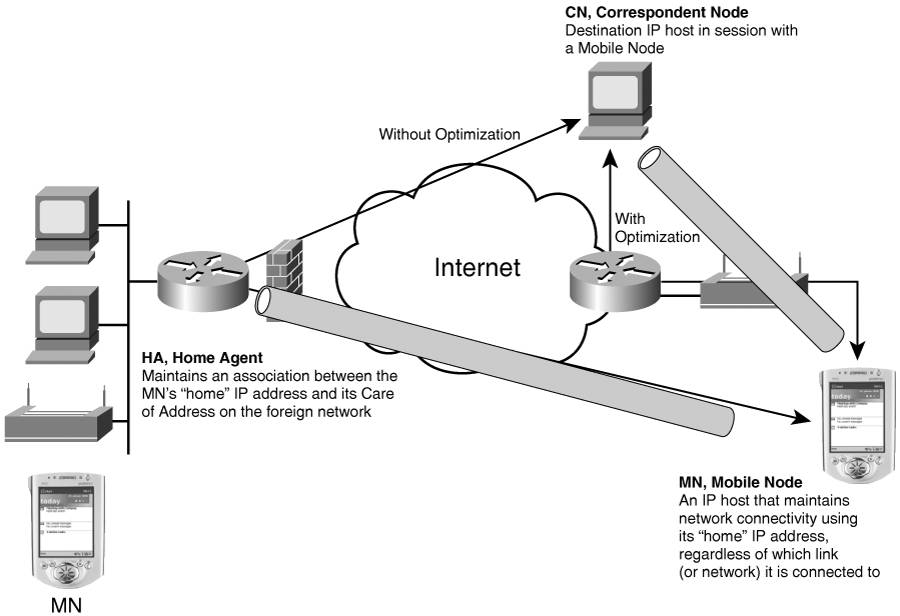 CN, Correspondent Node
Destination IP host in session with
a Mobile Node
Without Optimization
With
Optimization
Internet
HA, Home Agent
Maintains an association between the
MN's “home” IP address and its Care
of Address on the foreign network
today
MN, Mobile Node
An IP host that maintains
network connectivity using
its “home” IP address,
regardless of which link
(or network) it is connected to
today
MN